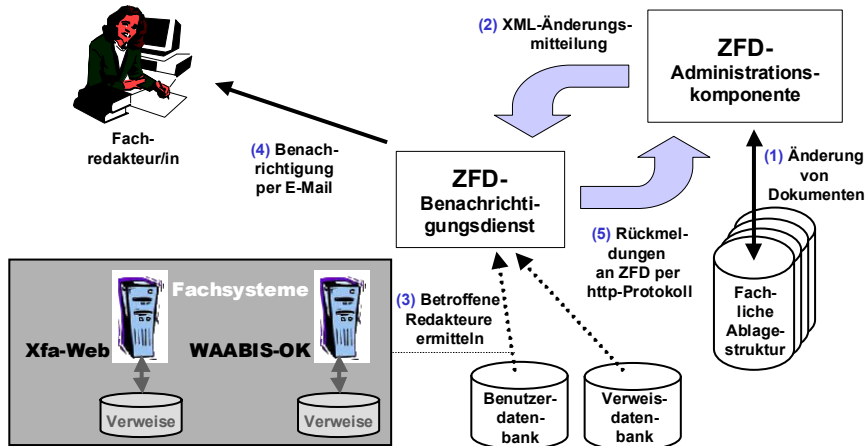 (2) XML-Änderungs-
mitteilung
ZFD-
Administrations-
komponente
Fach-
redakteur/in
(4) Benach-
richtigung
per E-Mail
ZFD-
Benachrichti-
gungsdienst
(1) Änderung
von
Dokumenten
(5) Rückmel-
dungen
an ZFD per
http-Protokoll
Fachsysteme
Xfa-Web
WAABIS-OK
Verweise
Verweise
(3) Betroffene
Redakteure
ermitteln
Benutzer-
daten-
bank
Verweis-
daten-
bank
Fach-
liche
Ablage-
struktur